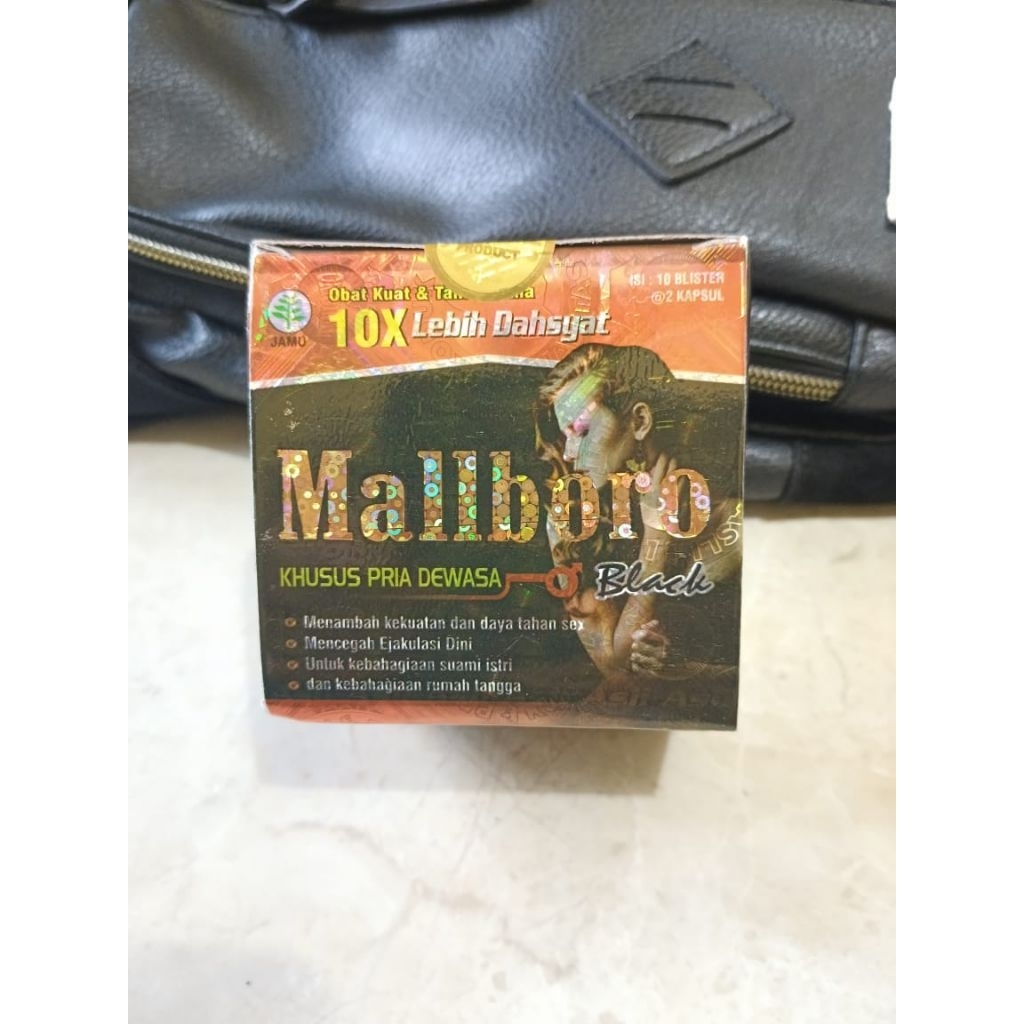 PRODUCT
ISI : 10 BLISTER
@2 KAPSUL
Obat Kuat & Tahan
10X Lebih Dahsyat
JAMU
Mallboro
KHUSUS PRIA DEWASA
Black
Menambah kekuatan dan daya tahan sex
Mencegah Ejakulasi Dini
Untuk kebahagiaan suami istri
dan kebahagiaan rumah tangga